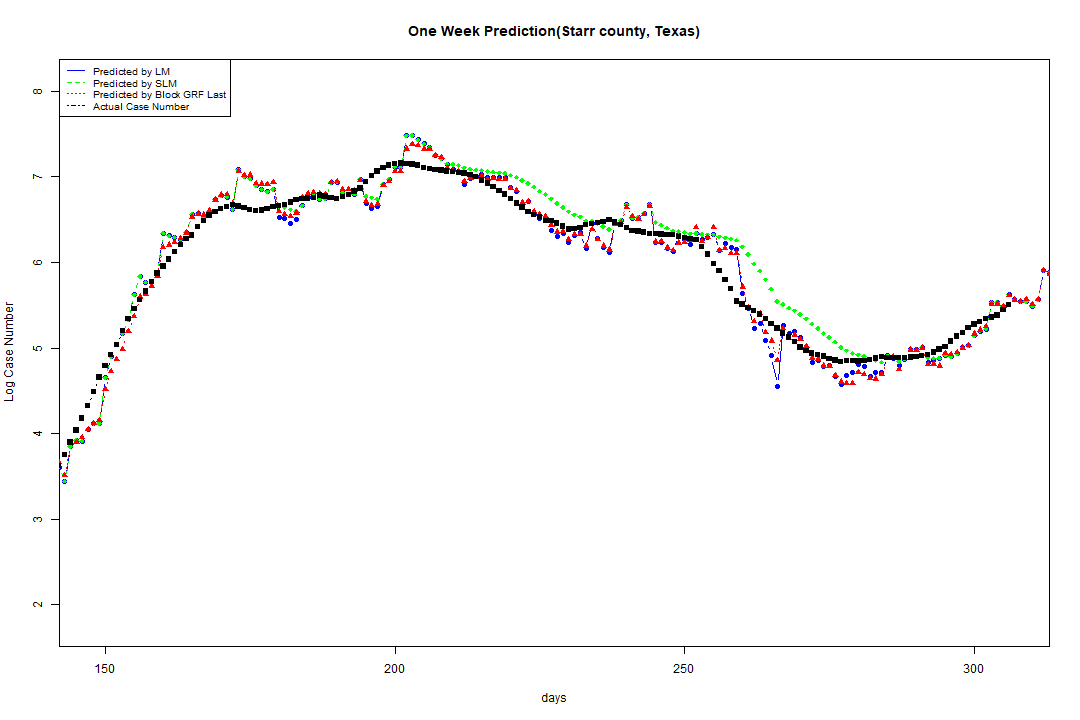 One Week Prediction(Starr county, Texas)
Predicted by LM
Predicted by SLM
Predicted by Block GRF Last
Actual Case Number
8
7
6
5
4
3
2
Log Case Number
150 200 250 300
days